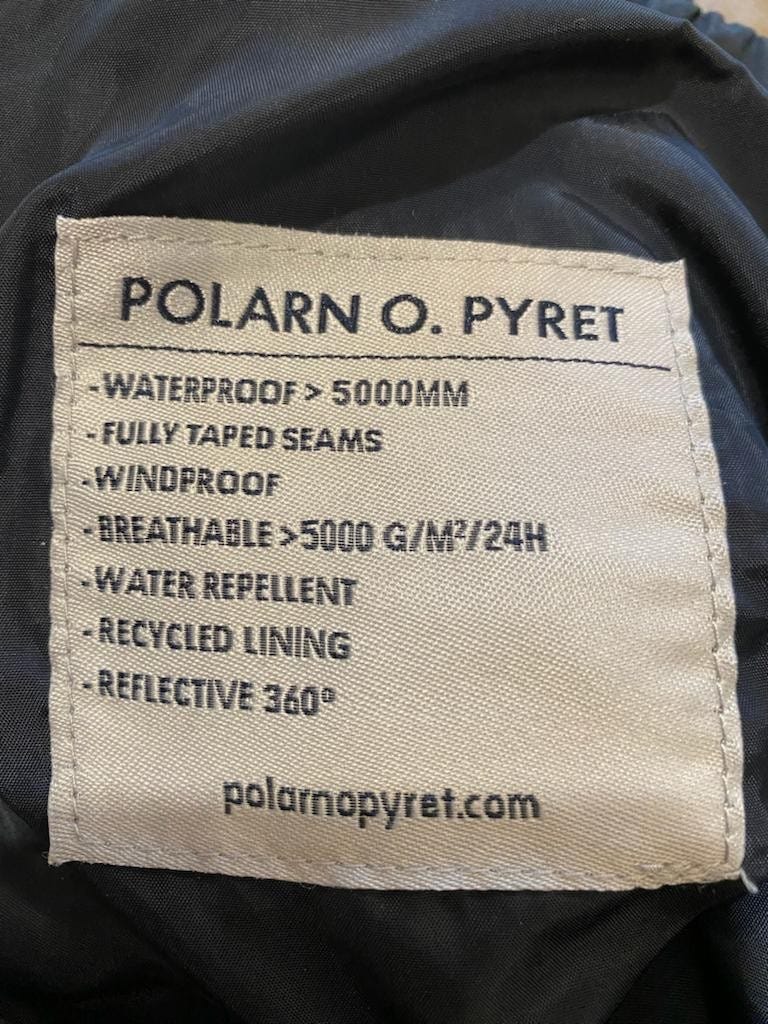 POLARN O. PYRET
-WATERPROOF > 5000MM
-FULLY TAPED SEAMS
-WINDPROOF
-BREATHABLE >5000 G/M²/24H
-WATER REPELLENT
-RECYCLED LINING
-REFLECTIVE 360º
polarnopyret.com